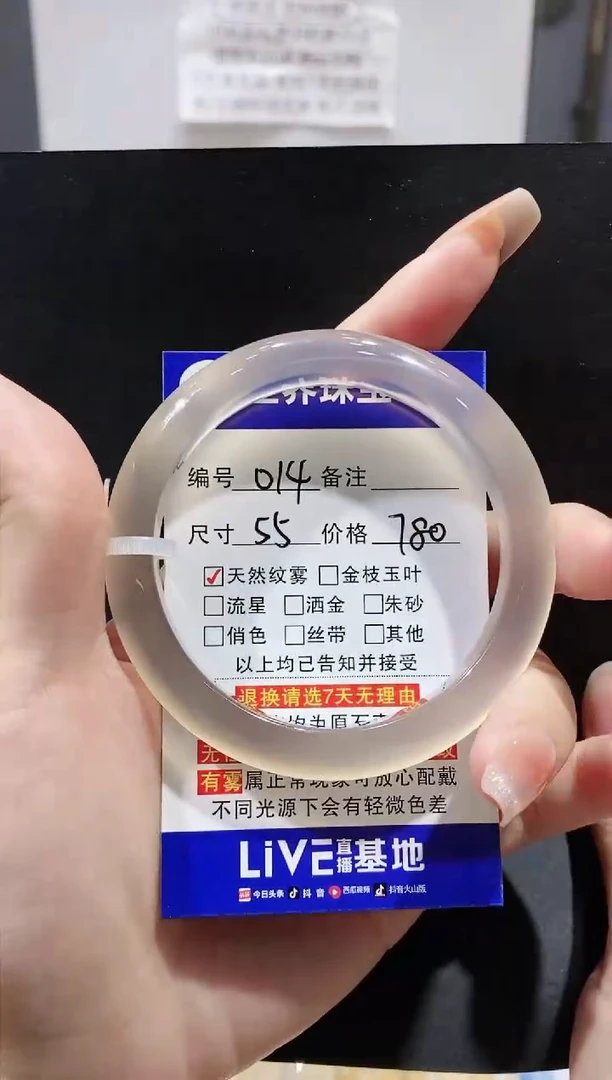 编号 014 备注
尺寸 55 价格 780
☑天然纹雾 □金枝玉叶
□流星 □洒金 □朱砂
□俏色 □丝带 □其他
以上均已告知并接受
退换请选7天无理由
有雾属正常现象可放心配戴
不同光源下会有轻微色差
LiVE直播基地
今日头条 抖音 西瓜视频 抖音火山版